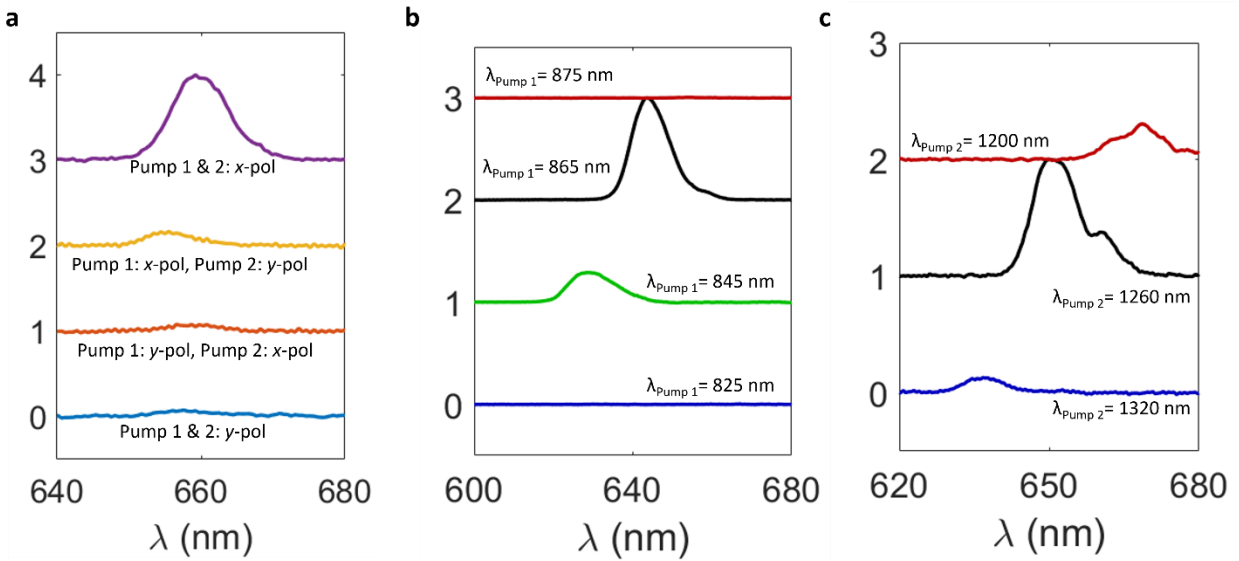 a
4
3
2
1
0
Pump 1 & 2: x-pol
Pump 1: x-pol, Pump 2: y-pol
Pump 1: y-pol, Pump 2: x-pol
Pump 1 & 2: y-pol
640 660 680
λ (nm)
b
3
2
1
0
λPump 1= 875 nm
λPump 1= 865 nm
λPump 1= 845 nm
λPump 1= 825 nm
600 640 680
λ (nm)
c
3
2
1
0
λPump 2= 1200 nm
λPump 2= 1260 nm
λPump 2= 1320 nm
620 650 680
λ (nm)